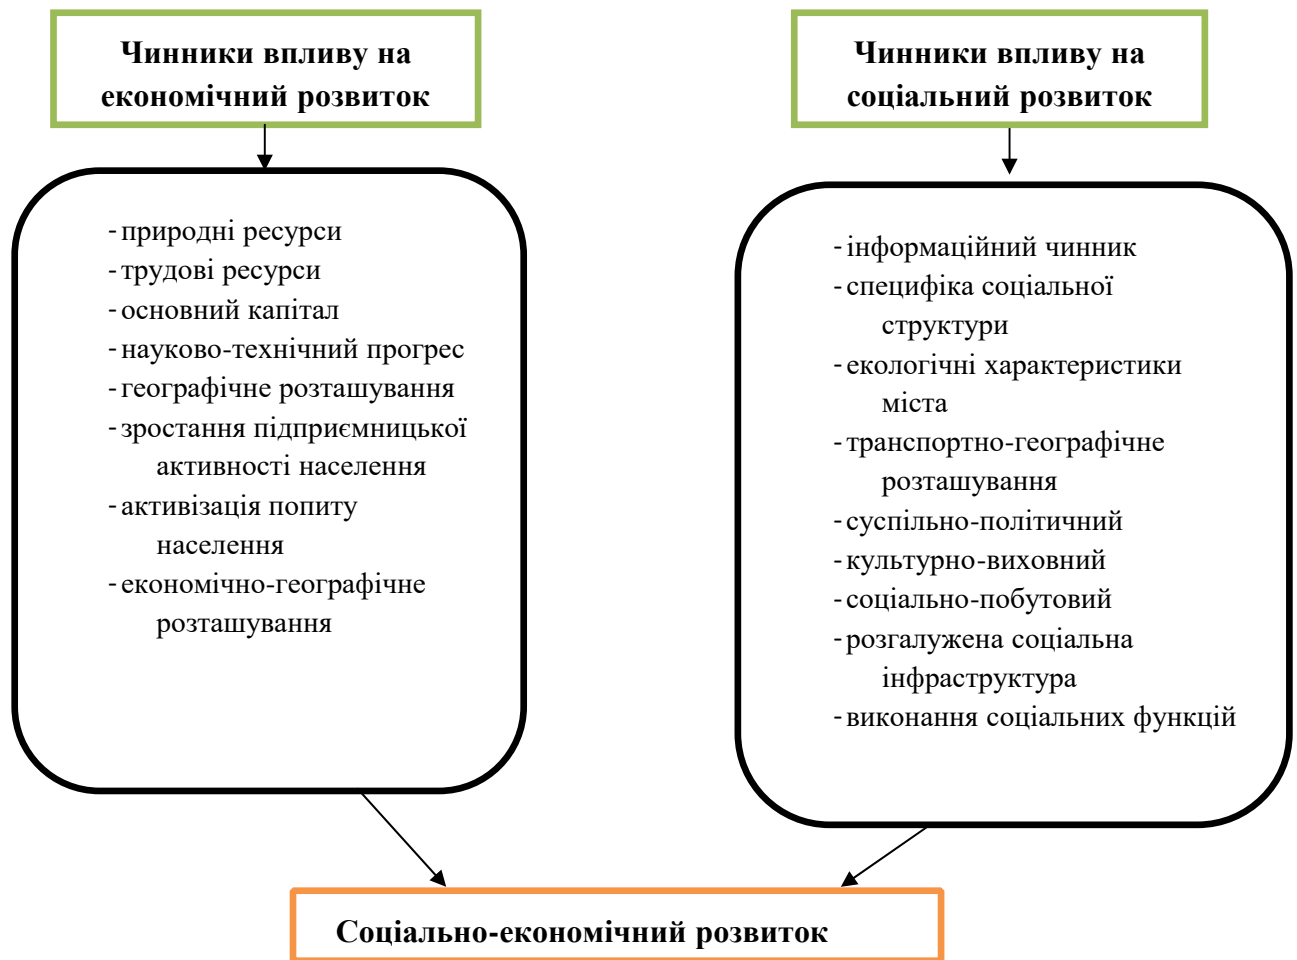 Чинники впливу на
економічний розвиток
- природні ресурси
- трудові ресурси
- основний капітал
- науково-технічний прогрес
- географічне розташування
- зростання підприємницької
активності населення
- активізація попиту
населення
- економічно-географічне
розташування
Чинники впливу на
соціальний розвиток
- інформаційний чинник
- специфіка соціальної
структури
- екологічні характеристики
міста
- транспортно-географічне
розташування
- суспільно-політичний
- культурно-виховний
- соціально-побутовий
- розгалужена соціальна
інфраструктура
- виконання соціальних функцій
Соціально-економічний розвиток